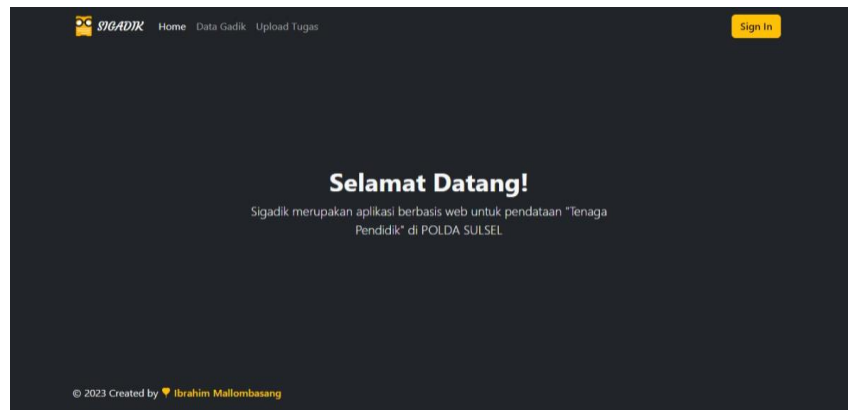 SIGADIK Home Data Gadik Upload Tugas Sign In
Selamat Datang!
Sigadik merupakan aplikasi berbasis web untuk pendataan "Tenaga
Pendidik" di POLDA SULSEL
© 2023 Created by Ibrahim Mallombasang